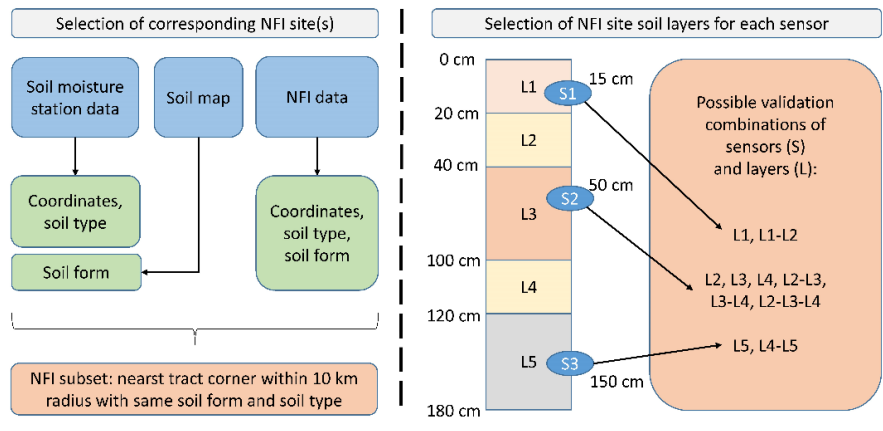 Selection of corresponding NFI site(s)
Soil moisture
station data
Soil map
NFI data
Coordinates,
soil type
Soil form
Coordinates,
soil type,
soil form
NFI subset: nearest tract corner within 10 km
radius with same soil form and soil type
Selection of NFI site soil layers for each sensor
0 cm
20 cm
40 cm
100 cm
120 cm
180 cm
L1
L2
L3
L4
L5
S1
15 cm
S2
50 cm
S3
150 cm
Possible validation
combinations of
sensors (S)
and layers (L):
L1, L1-L2
L2, L3, L4, L2-L3,
L3-L4, L2-L3-L4
L5, L4-L5